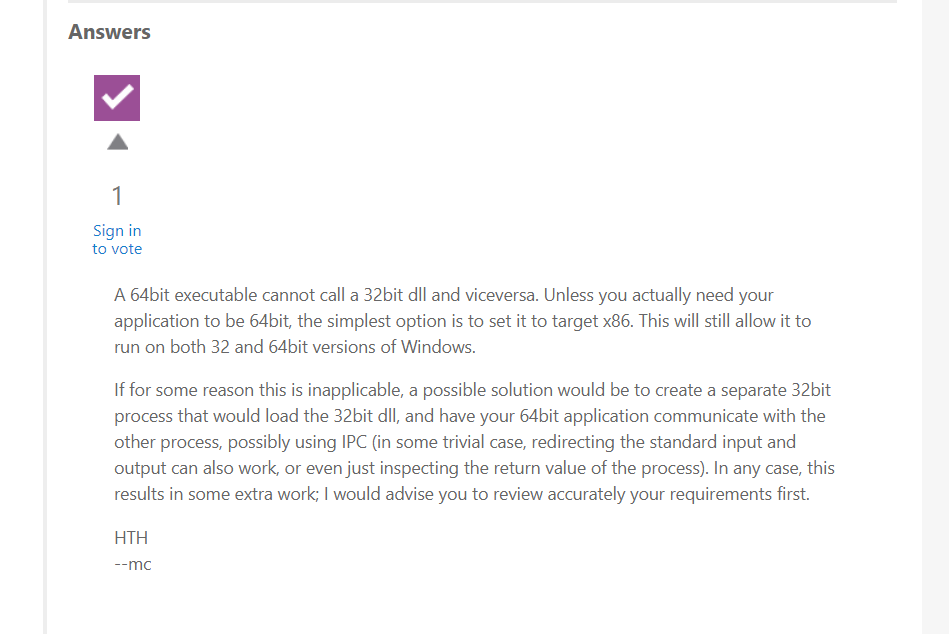 Answers
1
Sign in
to vote
A 64bit executable cannot call a 32bit dll and viceversa. Unless you actually need your
application to be 64bit, the simplest option is to set it to target x86. This will still allow it to
run on both 32 and 64bit versions of Windows.
If for some reason this is inapplicable, a possible solution would be to create a separate 32bit
process that would load the 32bit dll, and have your 64bit application communicate with the
other process, possibly using IPC (in some trivial case, redirecting the standard input and
output can also work, or even just inspecting the return value of the process). In any case, this
results in some extra work; I would advise you to review accurately your requirements first.
HTH
--mc